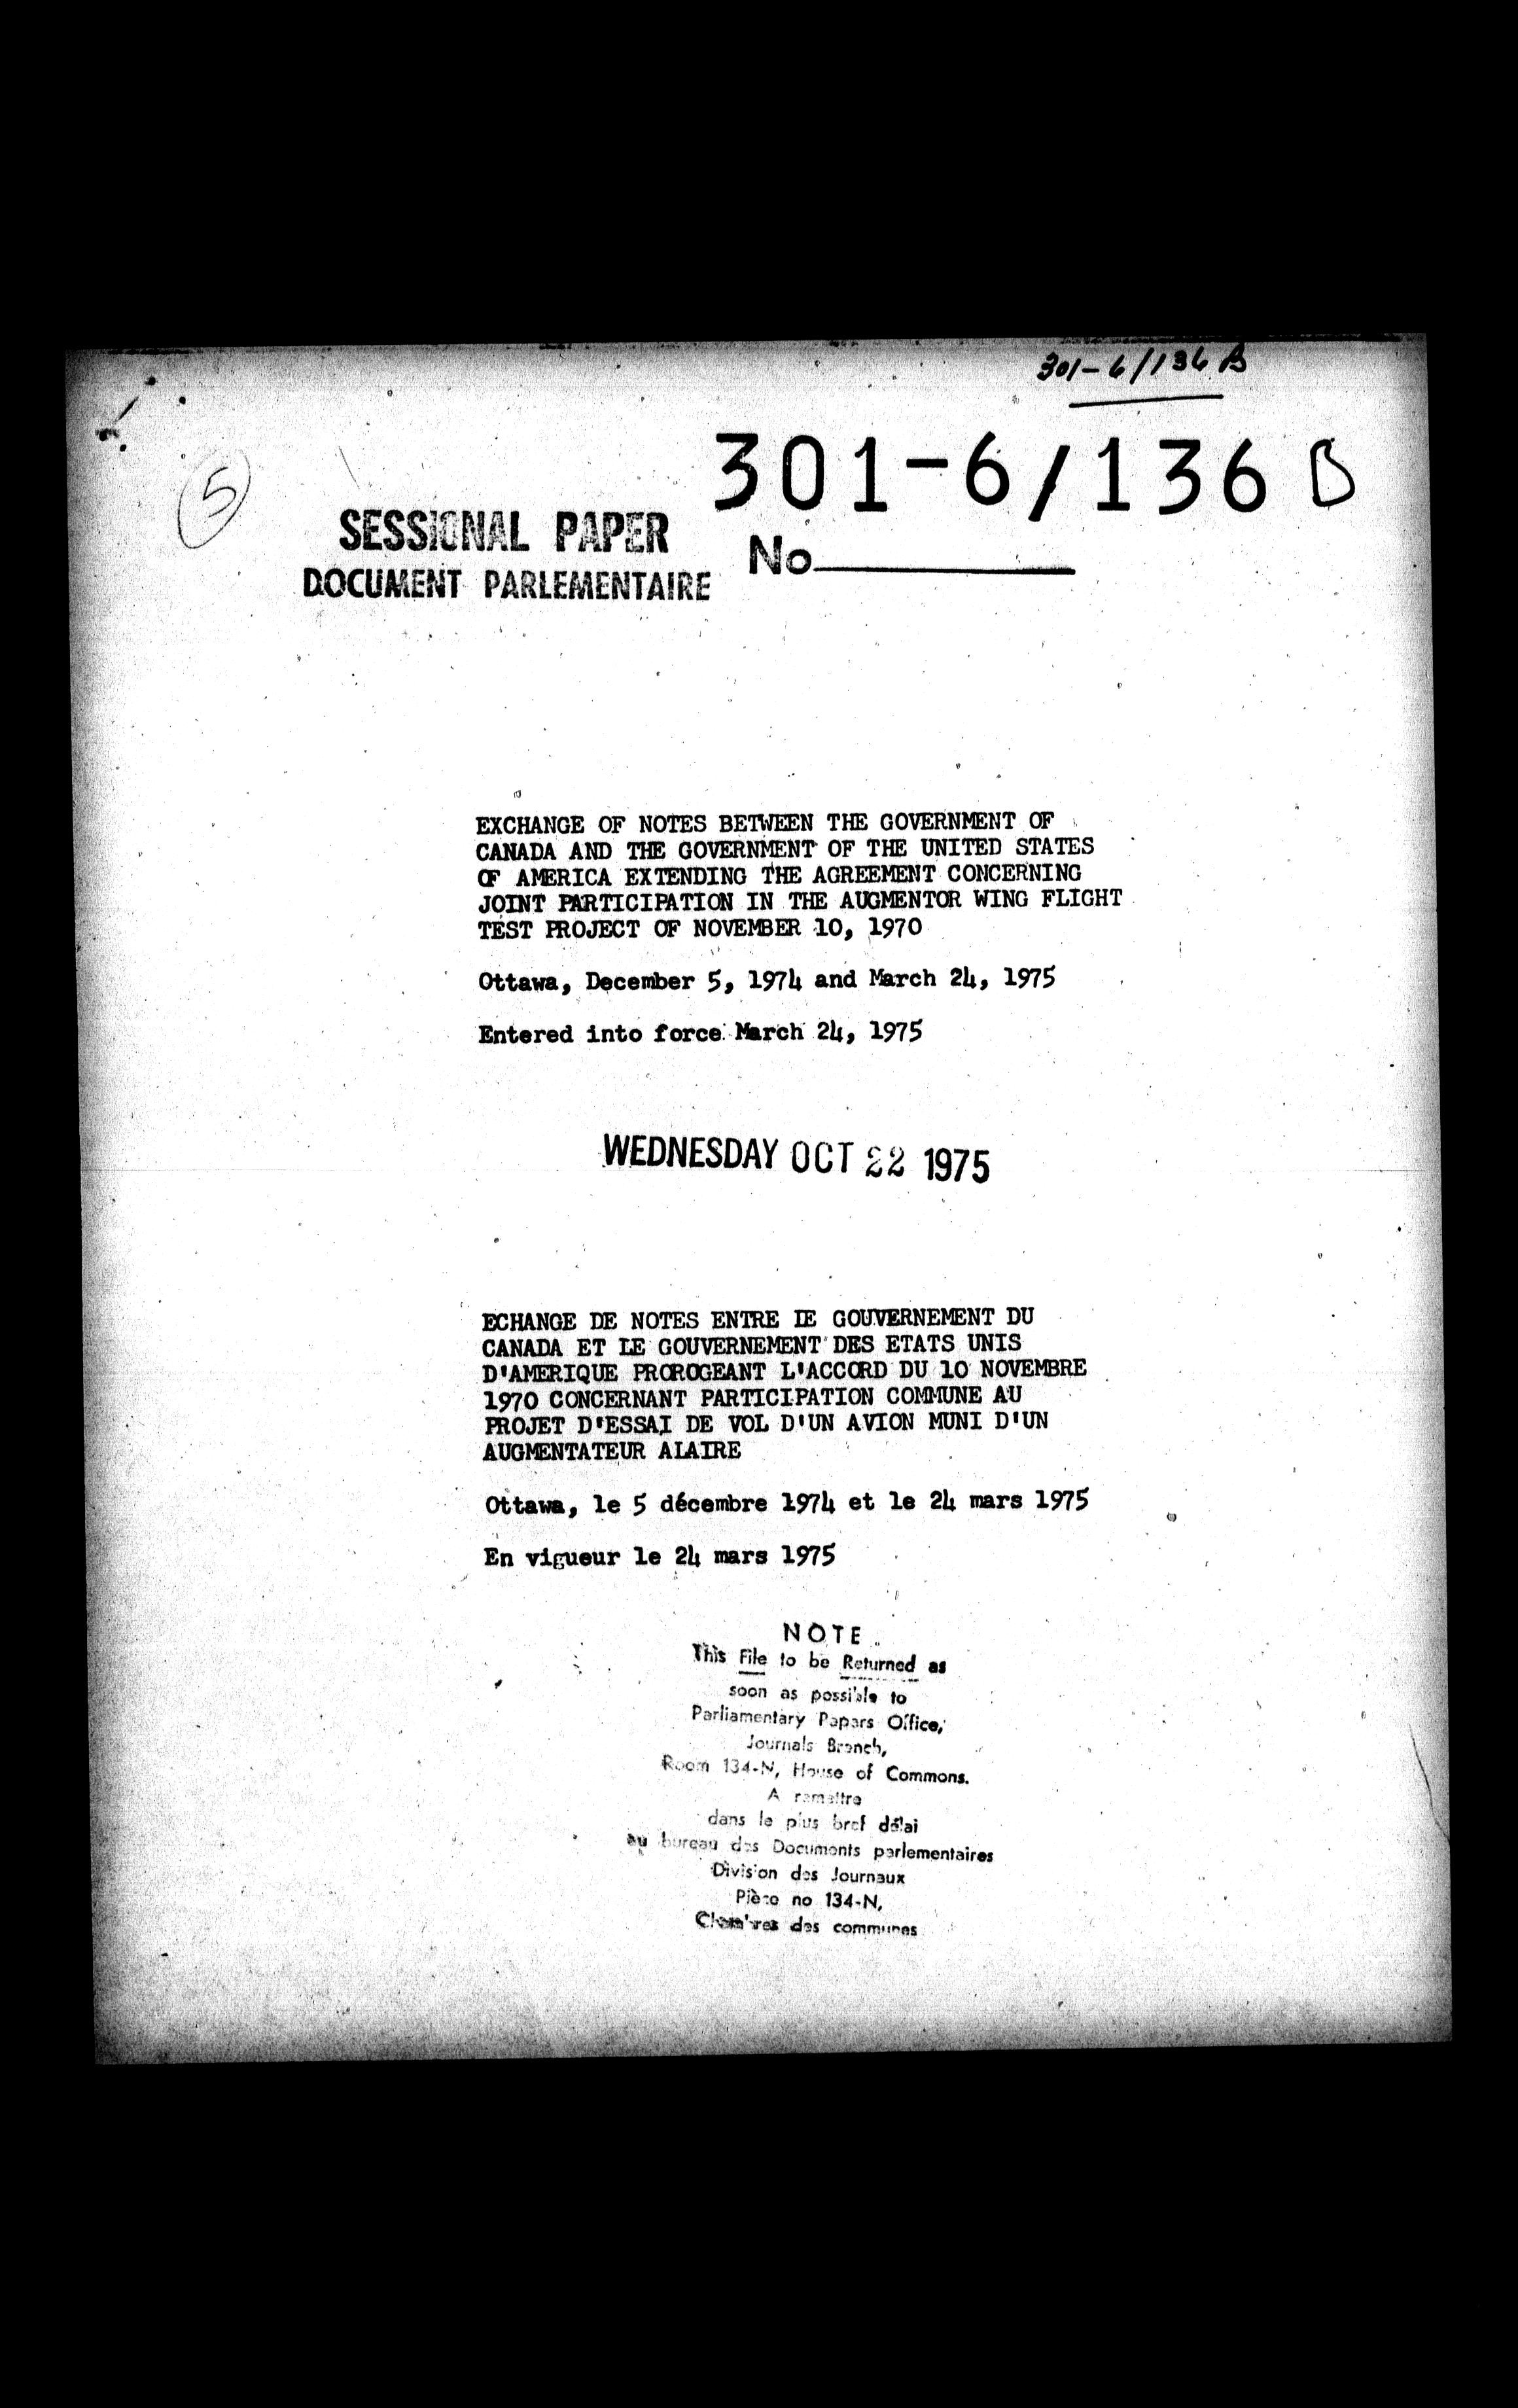 301-6/136 B
301-6/136 B
5
SESSIONAL PAPER
No
DOCUMENT PARLEMENTAIRE
EXCHANGE OF NOTES BETWEEN THE GOVERNMENT OF
CANADA AND THE GOVERNMENT OF THE UNITED STATES
OF AMERICA EXTENDING THE AGREEMENT CONCERNING
JOINT PARTICIPATION IN THE AUGMENTOR WING FLIGHT
TEST PROJECT OF NOVEMBER 10, 1970
Ottawa, December 5, 1974 and March 24, 1975
Entered into force March 24, 1975
WEDNESDAY OCT 22 1975
ECHANGE DE NOTES ENTRE LE GOUVERNEMENT DU
CANADA ET LE GOUVERNEMENT DES ETATS UNIS
D'AMERIQUE PROROGEANT L'ACCORD DU 10 NOVEMBRE
1970 CONCERNANT PARTICIPATION COMMUNE AU
PROJET D'ESSAI DE VOL D'UN AVION MUNI D'UN
AUGMENTATEUR ALAIRE
Ottawa, le 5 décembre 1974 et le 24 mars 1975
En vigueur le 24 mars 1975
NOTE
This File to be Returned as
soon as possible to
Parliamentary Papers Office,
Journals Branch,
Room 134-N, House of Commons.
A remettre
dans le plus bref délai
au bureau des Documents parlementaires
Division des Journaux
Pièce no 134-N,
Chambres des communes